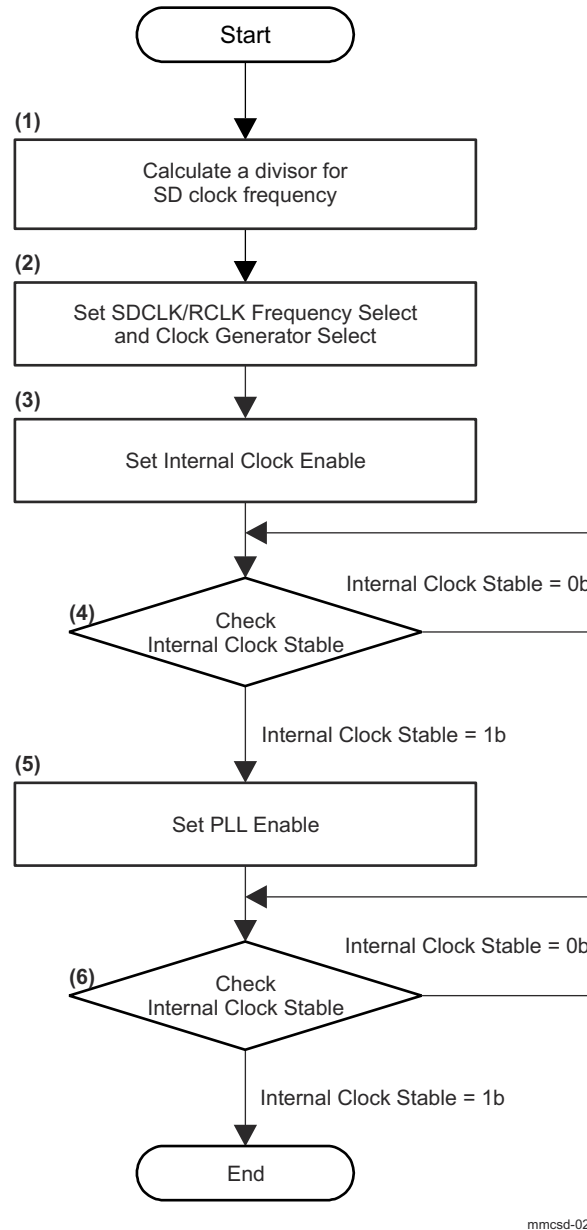 Start
(1)
Calculate a divisor for
SD clock frequency
(2)
Set SDCLK/RCLK Frequency Select
and Clock Generator Select
(3)
Set Internal Clock Enable
Internal Clock Stable = 0b
(4)
Check
Internal Clock Stable
Internal Clock Stable = 1b
(5)
Set PLL Enable
Internal Clock Stable = 0b
(6)
Check
Internal Clock Stable
Internal Clock Stable = 1b
End
mmcsd-02